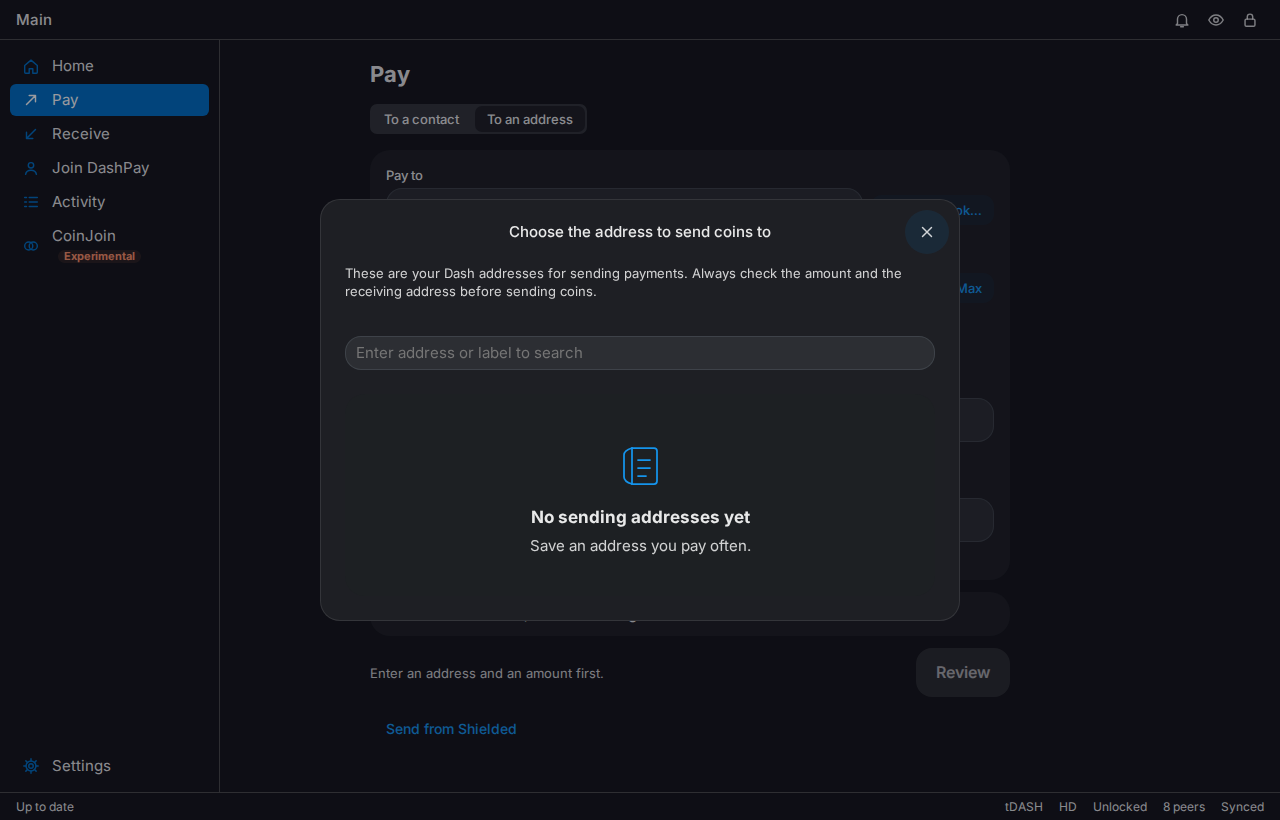 Main
Home
Pay
Receive
Join DashPay
Activity
CoinJoin
Experimental
Settings
Pay
To a contact
To an address
Pay to
ok...
Max
Choose the address to send coins to
These are your Dash addresses for sending payments. Always check the amount and the
receiving address before sending coins.
Enter address or label to search
No sending addresses yet
Save an address you pay often.
Enter an address and an amount first.
Review
Send from Shielded
Up to date
tDASH
HD
Unlocked
8 peers
Synced